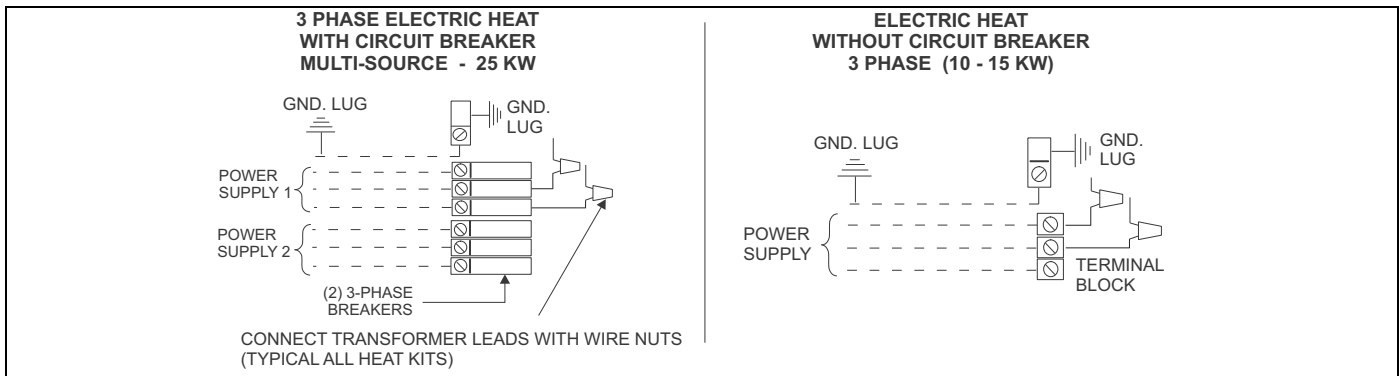 3 PHASE ELECTRIC HEAT
WITH CIRCUIT BREAKER
MULTI-SOURCE - 25 KW
GND. LUG
GND.
LUG
POWER
SUPPLY 1
POWER
SUPPLY 2
(2) 3-PHASE
BREAKERS
CONNECT TRANSFORMER LEADS WITH WIRE NUTS
(TYPICAL ALL HEAT KITS)
ELECTRIC HEAT
WITHOUT CIRCUIT BREAKER
3 PHASE (10 - 15 KW)
GND. LUG
GND.
LUG
POWER
SUPPLY
TERMINAL
BLOCK